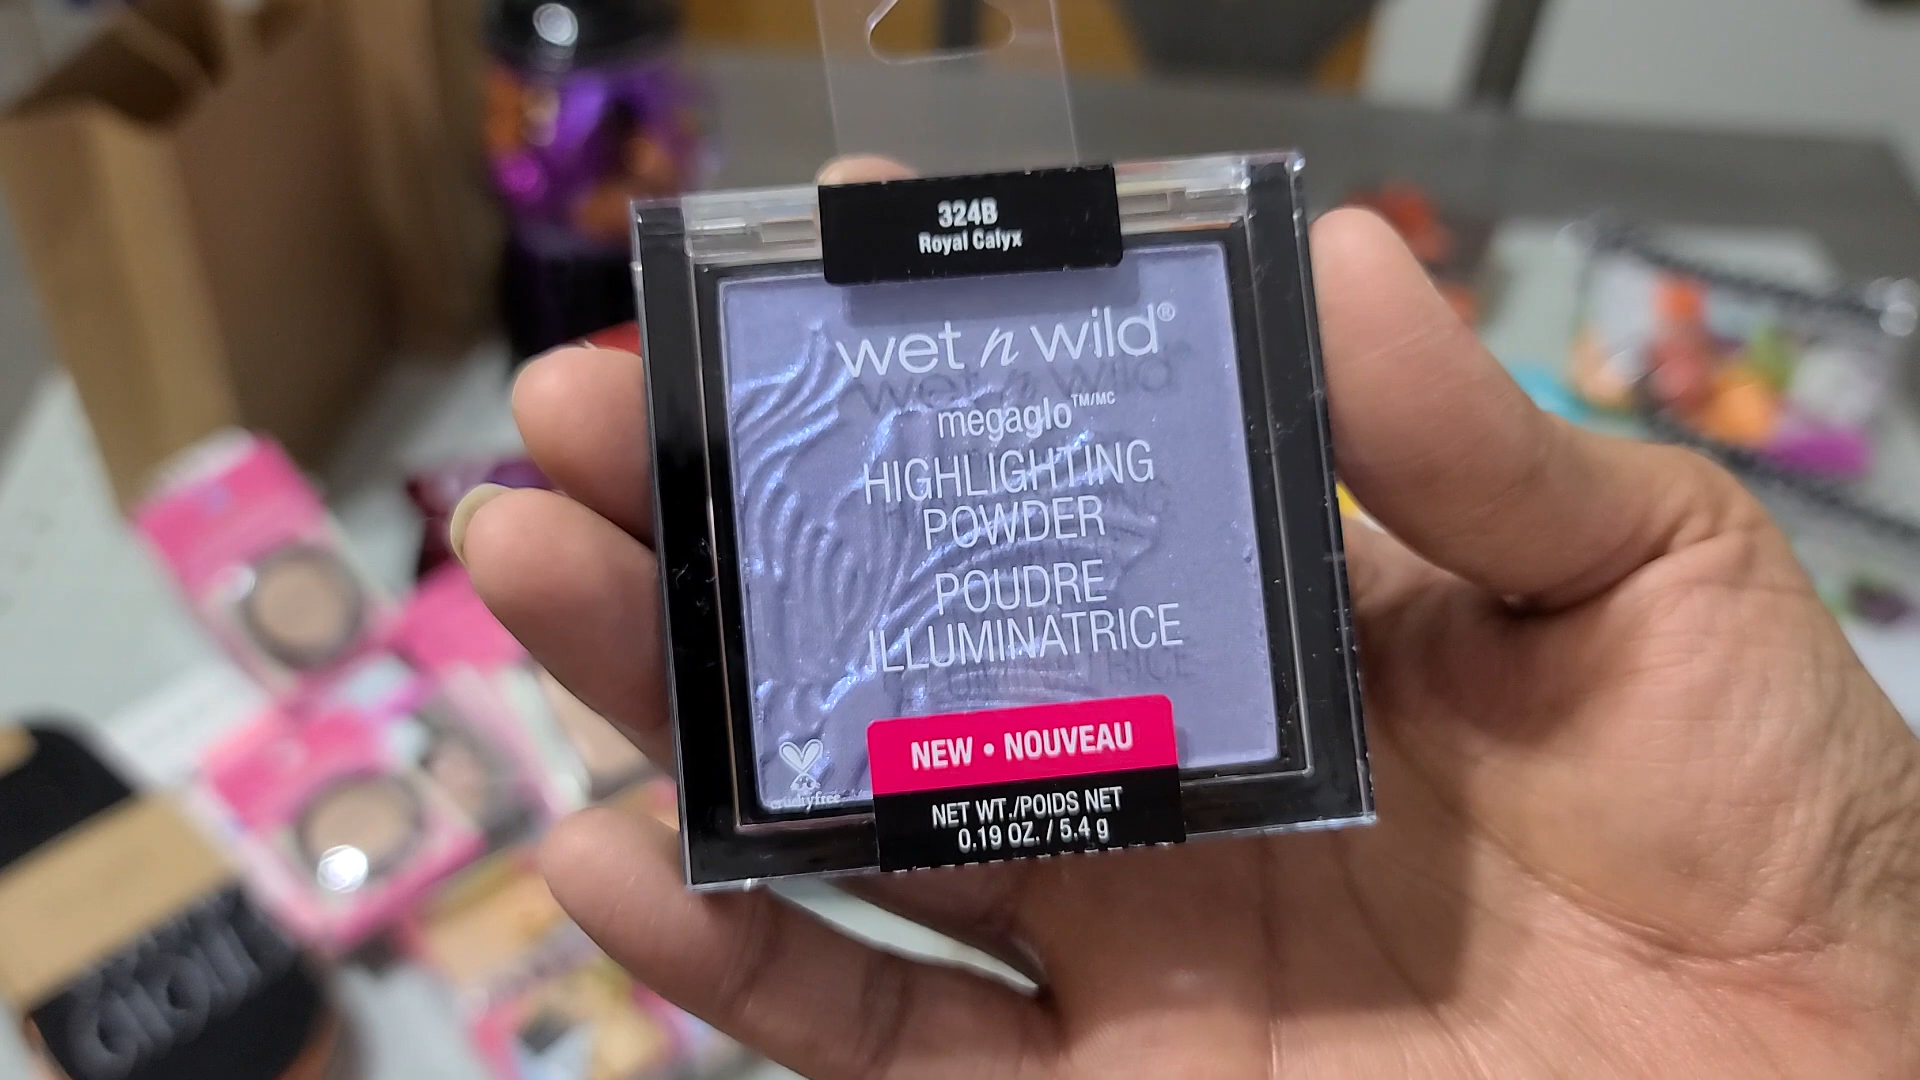 324B
Royal Calyx
wet n wild®
megaglo™/MC
HIGHLIGHTING
POWDER
POUDRE
ILLUMINATRICE
NEW • NOUVEAU
crueltyfree
NET WT./POIDS NET
0.19 OZ. / 5.4 g